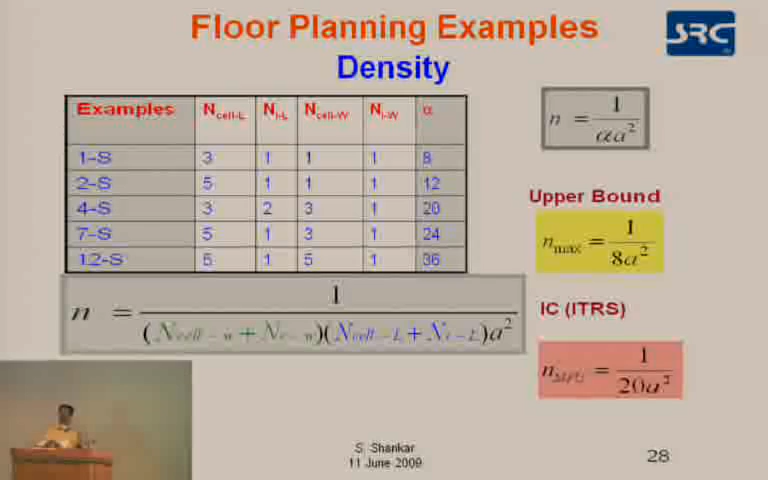 Floor Planning Examples
SRC
Density
Examples N_cell-L N_i-L N_cell-W N_i-W α
1-S 3 1 1 1 8
2-S 5 1 1 1 12
4-S 3 2 3 1 20
7-S 5 1 3 1 24
12-S 5 1 5 1 36
n = 1 / (αa²)
Upper Bound
n_max = 1 / (8a²)
n = 1 / ((N_cell-w + N_i-w)(N_cell-L + N_i-L)a²)
IC (ITRS)
n_MPU = 1 / (20a²)
S. Shankar
11 June 2009
28